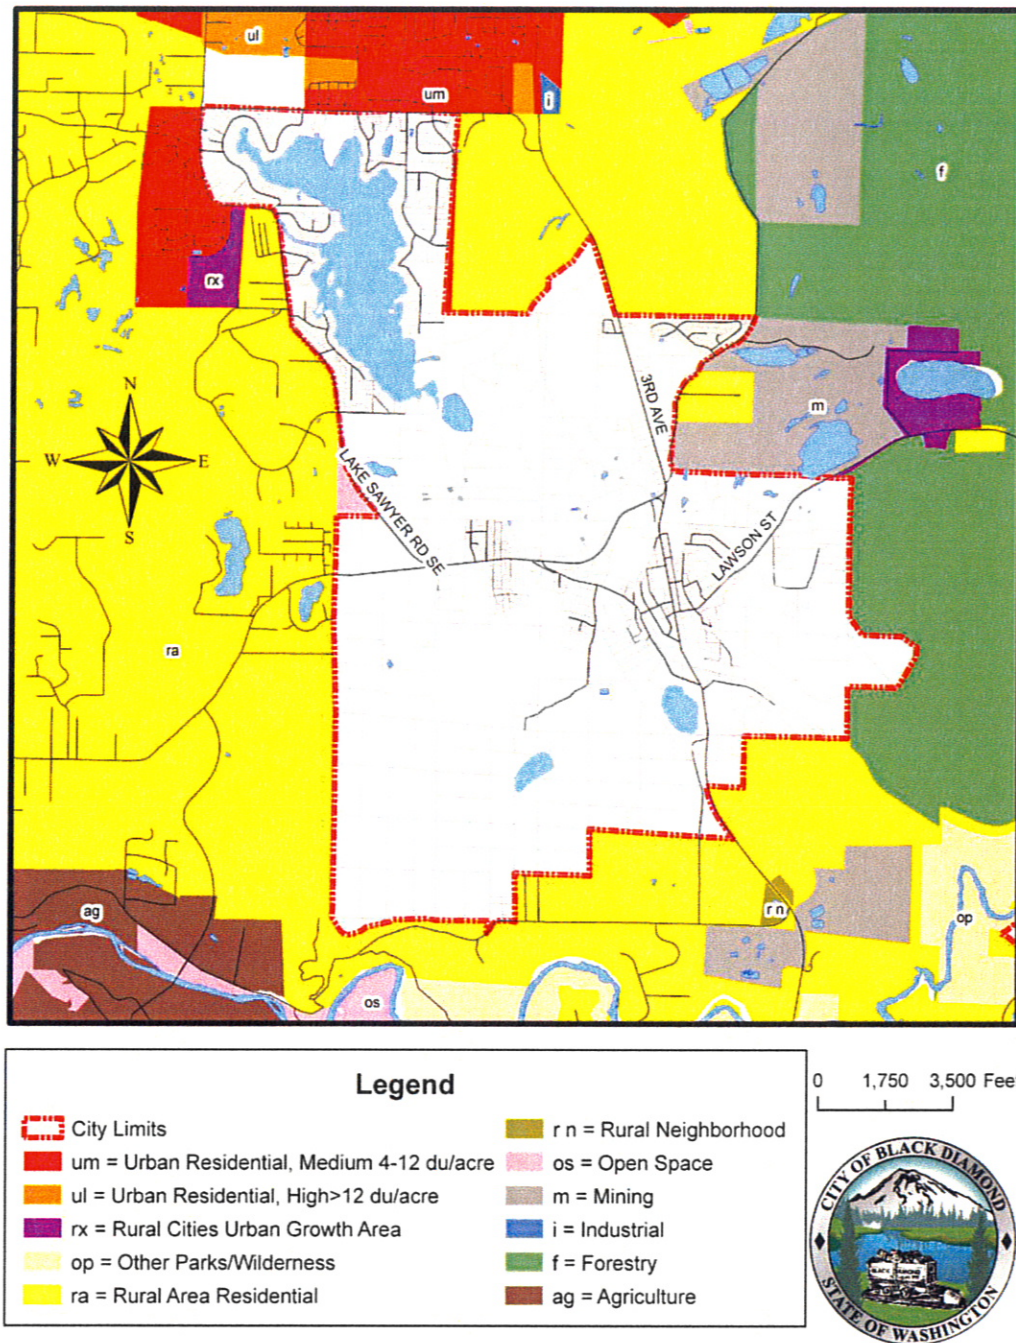 ul
um
i
f
rx
3RD AVE
m
N
W E
S
LAKE SAWYER RD SE
LAWSON ST
ra
ag
r n
op
os
Legend
City Limits
um = Urban Residential, Medium 4-12 du/acre
ul = Urban Residential, High>12 du/acre
rx = Rural Cities Urban Growth Area
op = Other Parks/Wilderness
ra = Rural Area Residential
r n = Rural Neighborhood
os = Open Space
m = Mining
i = Industrial
f = Forestry
ag = Agriculture
0 1,750 3,500 Fee
CITY OF BLACK DIAMOND
BLACK DIAMOND
STATE OF WASHINGTON